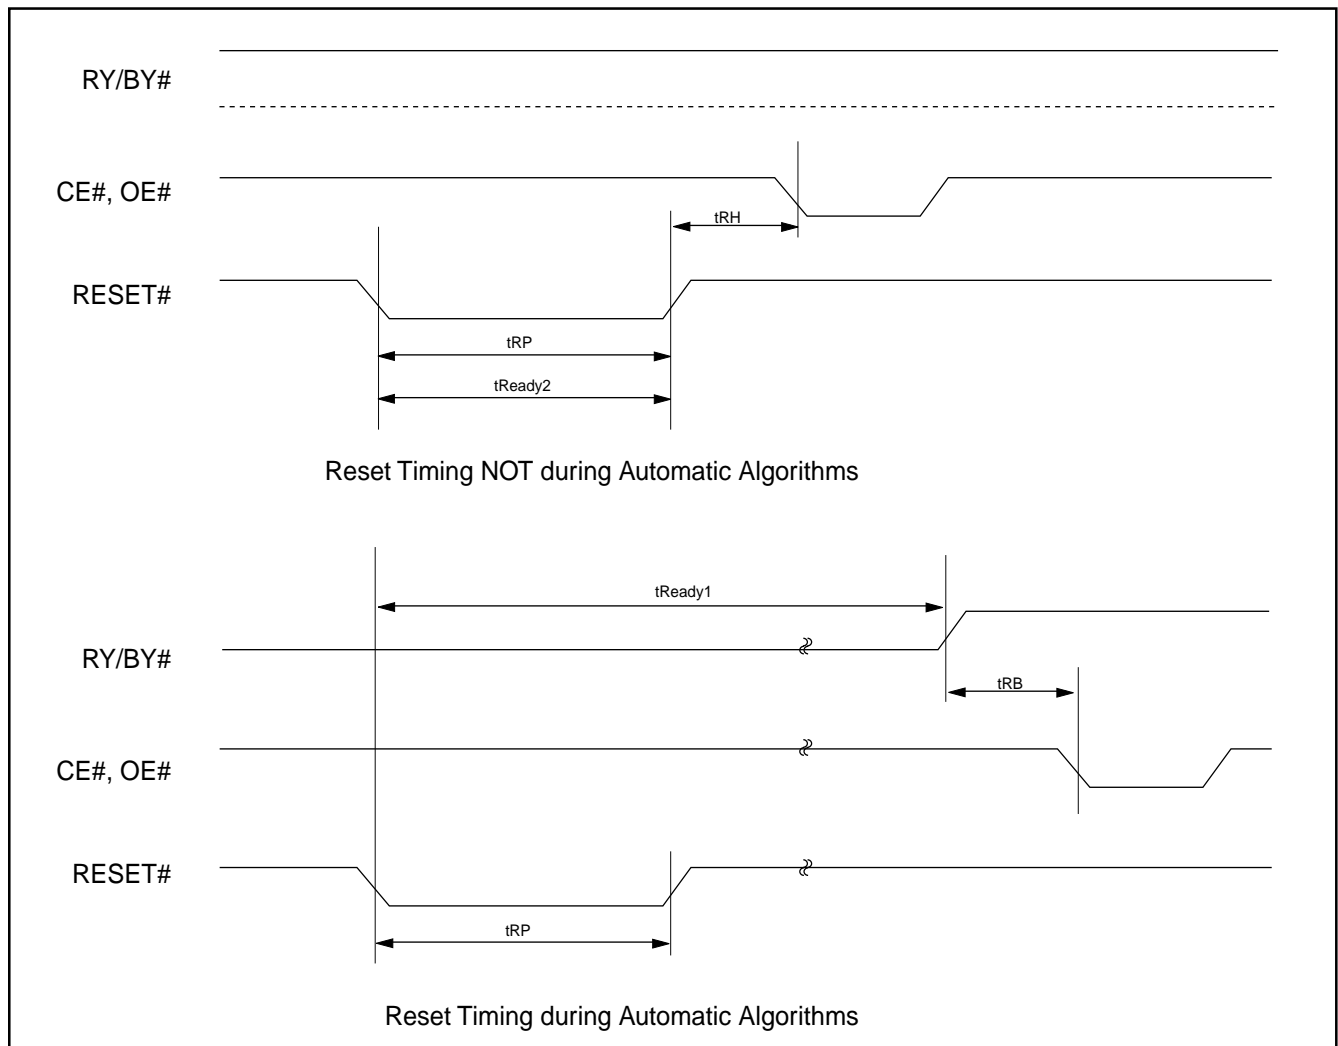 RY/BY#
CE#, OE#
tRH
RESET#
tRP
tReady2
Reset Timing NOT during Automatic Algorithms
tReady1
RY/BY#
tRB
CE#, OE#
RESET#
tRP
Reset Timing during Automatic Algorithms